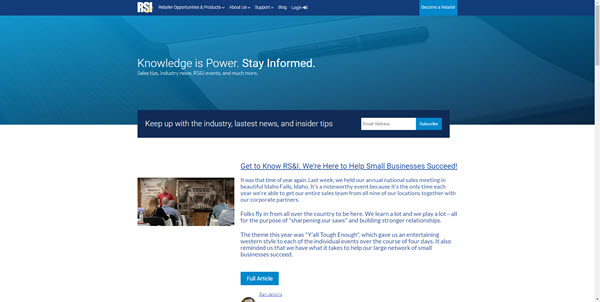 RS&I Retailer Opportunities & Products About Us Support Blog Login Become a Retailer
Knowledge is Power. Stay Informed.
Sales tips, industry news, RS&I events, and much more.
Keep up with the industry, lastest news, and insider tips Email Address Subscribe
Get to Know RS&I. We're Here to Help Small Businesses Succeed!
It was that time of year again. Last week, we held our annual national sales meeting in
beautiful Idaho Falls, Idaho. It's a noteworthy event because it's the only time each
year we're able to get our entire sales team from all nine of our locations together with
our corporate partners.
Folks fly in from all over the country to be here. We learn a lot and we play a lot—all
for the purpose of "sharpening our saws" and building stronger relationships.
The theme this year was "Y'all Tough Enough", which gave us an entertaining
western style to each of the individual events over the course of four days. It also
reminded us that we have what it takes to help our large network of small
businesses succeed.
Full Article